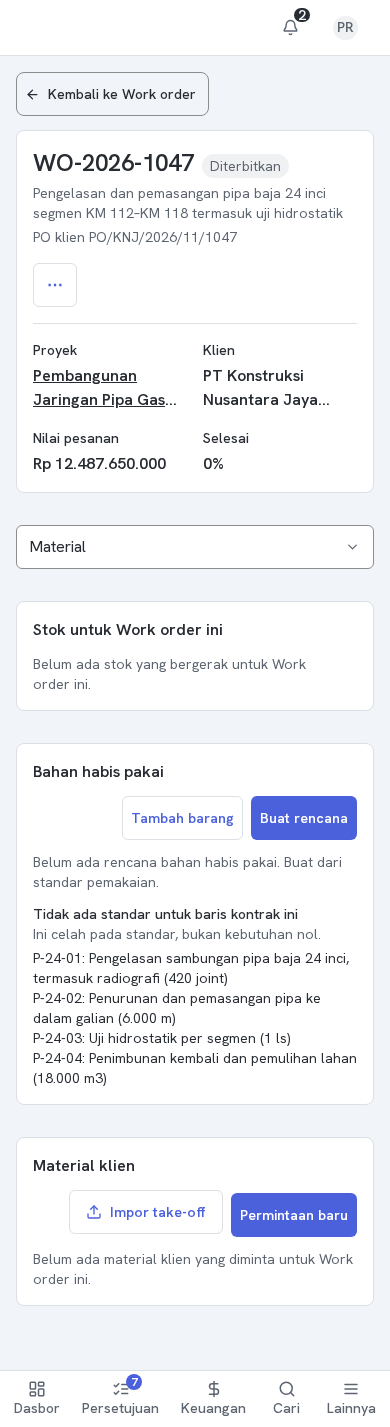 2
PR
Kembali ke Work order
WO-2026-1047 Diterbitkan
Pengelasan dan pemasangan pipa baja 24 inci
segmen KM 112–KM 118 termasuk uji hidrostatik
PO klien PO/KNJ/2026/11/1047
Proyek
Pembangunan
Jaringan Pipa Gas...
Klien
PT Konstruksi
Nusantara Jaya...
Nilai pesanan
Rp 12.487.650.000
Selesai
0%
Material
Stok untuk Work order ini
Belum ada stok yang bergerak untuk Work
order ini.
Bahan habis pakai
Tambah barang
Buat rencana
Belum ada rencana bahan habis pakai. Buat dari
standar pemakaian.
Tidak ada standar untuk baris kontrak ini
Ini celah pada standar, bukan kebutuhan nol.
P-24-01: Pengelasan sambungan pipa baja 24 inci,
termasuk radiografi (420 joint)
P-24-02: Penurunan dan pemasangan pipa ke
dalam galian (6.000 m)
P-24-03: Uji hidrostatik per segmen (1 ls)
P-24-04: Penimbunan kembali dan pemulihan lahan
(18.000 m3)
Material klien
Impor take-off
Permintaan baru
Belum ada material klien yang diminta untuk Work
order ini.
7
Dasbor
Persetujuan
Keuangan
Cari
Lainnya